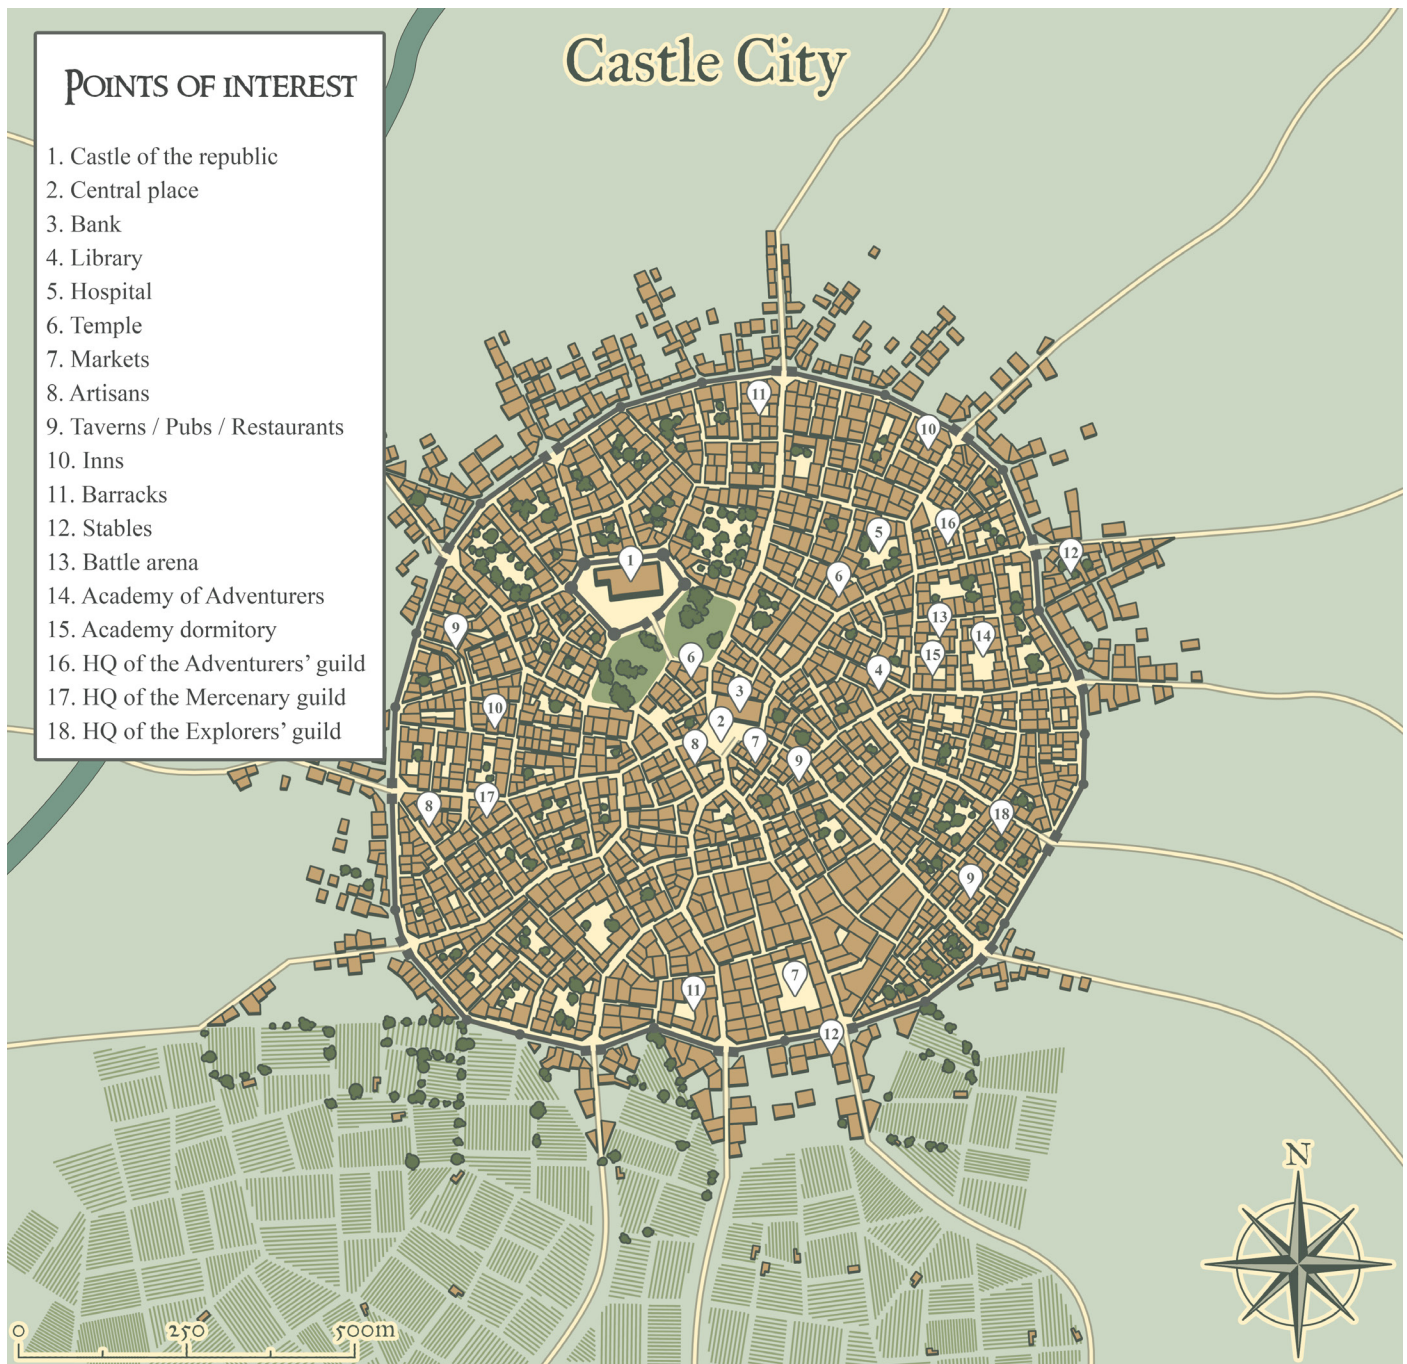 Castle City
POINTS OF INTEREST
1. Castle of the republic
2. Central place
3. Bank
4. Library
5. Hospital
6. Temple
7. Markets
8. Artisans
9. Taverns / Pubs / Restaurants
10. Inns
11. Barracks
12. Stables
13. Battle arena
14. Academy of Adventurers
15. Academy dormitory
16. HQ of the Adventurers’ guild
17. HQ of the Mercenary guild
18. HQ of the Explorers’ guild
11
10
16
5
12
1
6
13
9
14
15
6
4
3
10
2
8
7
9
17
8
18
9
7
11
12
N
0 250 500m